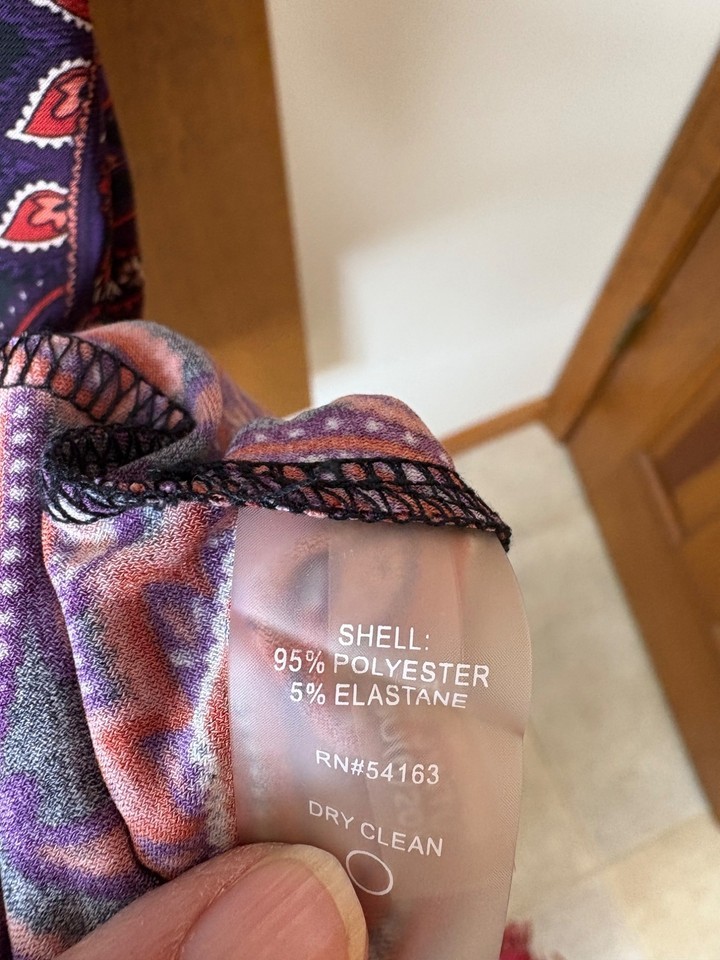 SHELL:
95% POLYESTER
5% ELASTANE
RN#54163
DRY CLEAN